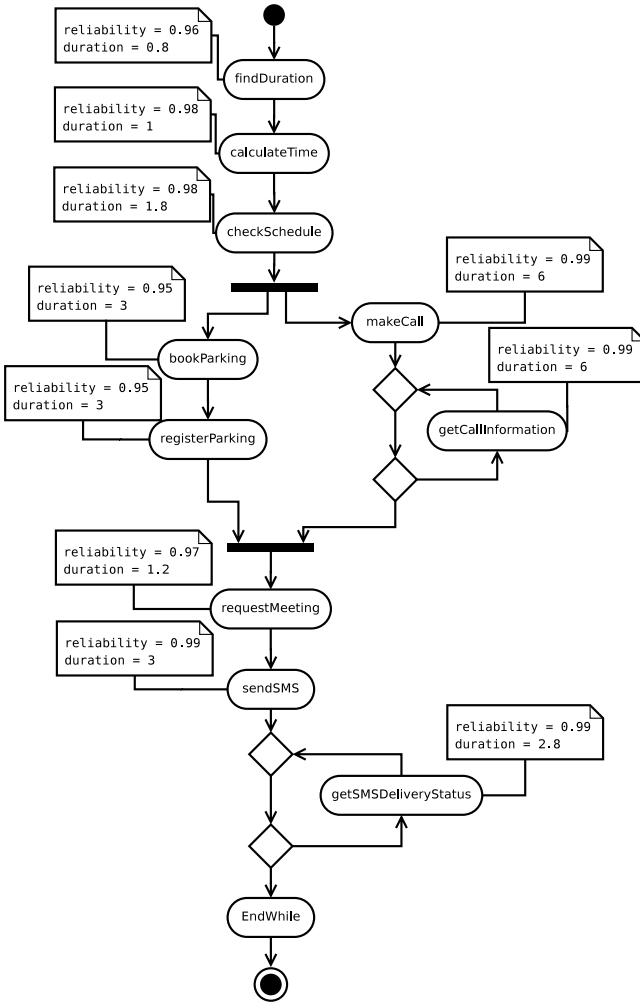 reliability = 0.96
duration = 0.8
findDuration
reliability = 0.98
duration = 1
calculateTime
reliability = 0.98
duration = 1.8
checkSchedule
reliability = 0.99
duration = 6
reliability = 0.95
duration = 3
makeCall
bookParking
reliability = 0.99
duration = 6
reliability = 0.95
duration = 3
getCallInformation
registerParking
reliability = 0.97
duration = 1.2
requestMeeting
reliability = 0.99
duration = 3
sendSMS
reliability = 0.99
duration = 2.8
getSMSDeliveryStatus
EndWhile